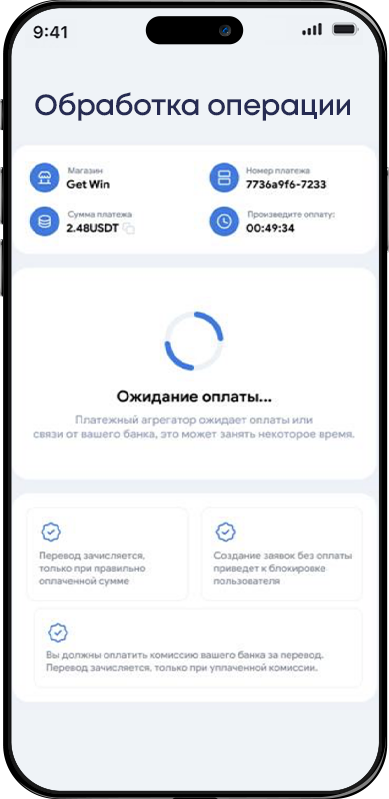 9:41
Обработка операции
Магазин
Get Win
Номер платежа
7736a9f6-7233
Сумма платежа
2.48USDT
Произведите оплату:
00:49:34
Ожидание оплаты...
Платежный агрегатор ожидает оплаты или
связи от вашего банка, это может занять некоторое время.
Перевод зачисляется,
только при правильно
оплаченной сумме
Создание заявок без оплаты
приведет к блокировке
пользователя
Вы должны оплатить комиссию вашего банка за перевод.
Перевод зачисляется, только при уплаченной комиссии.